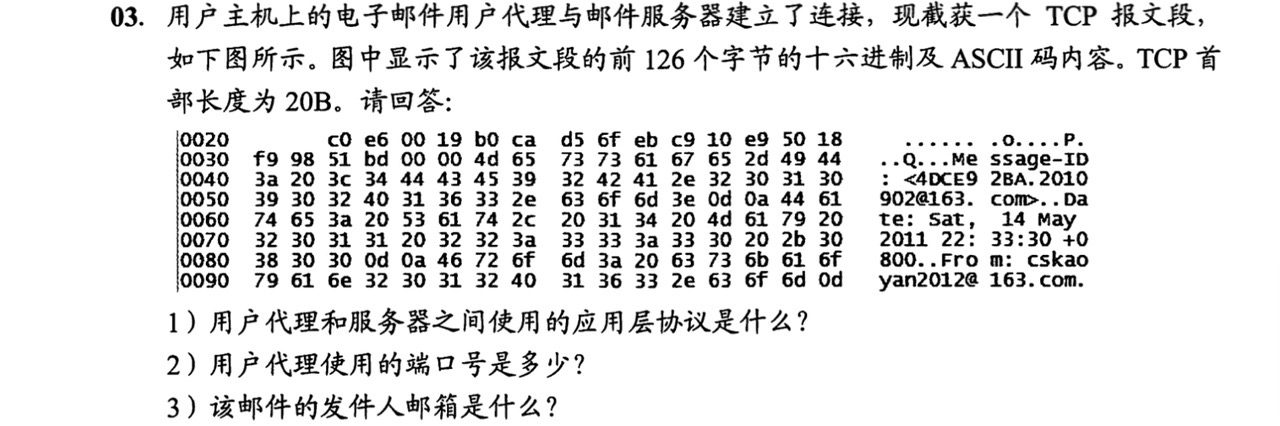 03. 用户主机上的电子邮件用户代理与邮件服务器建立了连接，现截获一个 TCP 报文段，
如下图所示。图中显示了该报文段的前 126 个字节的十六进制及 ASCII 码内容。TCP 首
部长度为 20B。请回答：
0020 c0 e6 00 19 b0 ca d5 6f eb c9 10 e9 50 18 ...... .o....P.
0030 f9 98 51 bd 00 00 4d 65 73 73 61 67 65 2d 49 44 ..Q...Me ssage-ID
0040 3a 20 3c 34 44 43 45 39 32 42 41 2e 32 30 31 30 : <4DCE9 2BA.2010
0050 39 30 32 40 31 36 33 2e 63 6f 6d 3e 0d 0a 44 61 902@163. com>..Da
0060 74 65 3a 20 53 61 74 2c 20 31 34 20 4d 61 79 20 te: Sat, 14 May
0070 32 30 31 31 20 32 32 3a 33 33 3a 33 30 20 2b 30 2011 22: 33:30 +0
0080 38 30 30 0d 0a 46 72 6f 6d 3a 20 63 73 6b 61 6f 800..Fro m: cskao
0090 79 61 6e 32 30 31 32 40 31 36 33 2e 63 6f 6d 0d yan2012@ 163.com.
1）用户代理和服务器之间使用的应用层协议是什么？
2）用户代理使用的端口号是多少？
3）该邮件的发件人邮箱是什么？